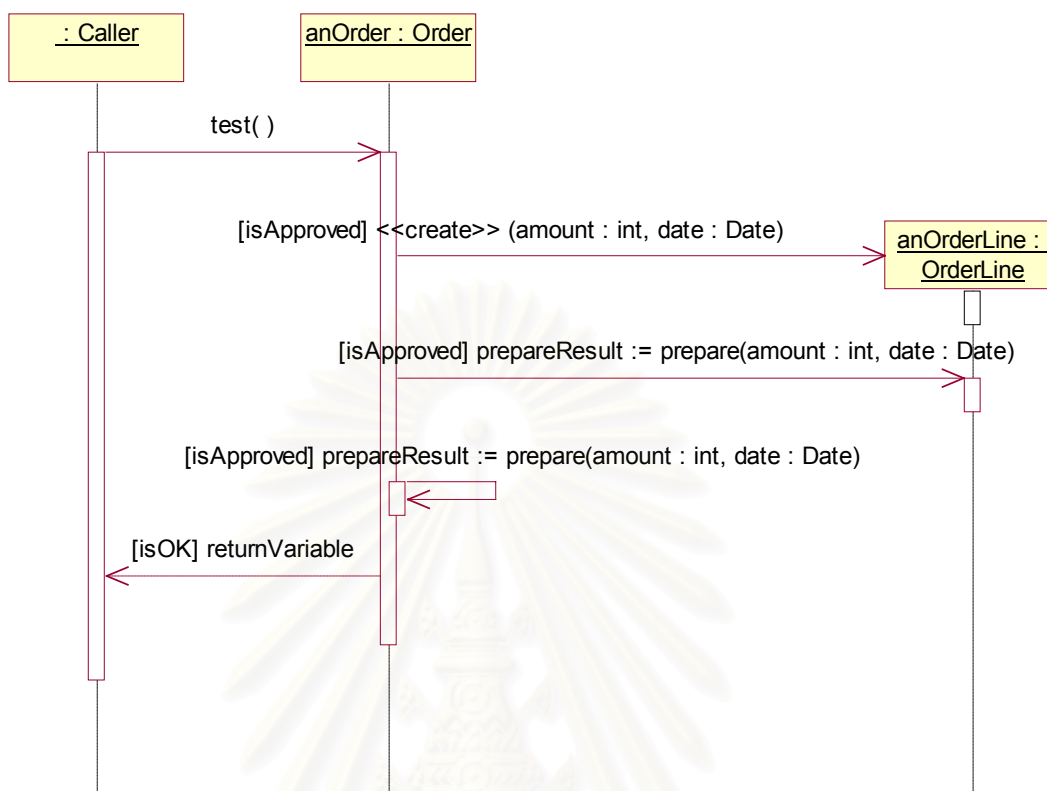 : Caller
anOrder : Order
test( )
[isApproved] <<create>> (amount : int, date : Date)
anOrderLine :
OrderLine
[isApproved] prepareResult := prepare(amount : int, date : Date)
[isApproved] prepareResult := prepare(amount : int, date : Date)
[isOK] returnVariable